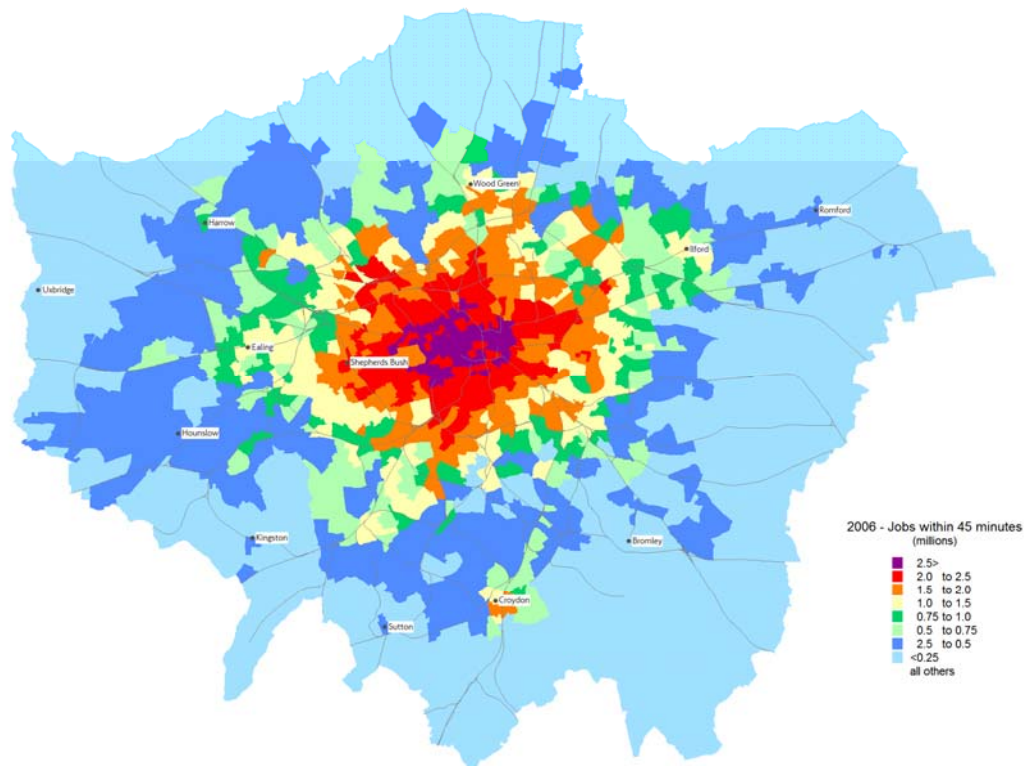 Wood Green
Romford
Harrow
Ilford
Uxbridge
Ealing
Shepherds Bush
Hounslow
Kingston
Bromley
Croydon
Sutton
2006 - Jobs within 45 minutes
(millions)
2.5>
2.0 to 2.5
1.5 to 2.0
1.0 to 1.5
0.75 to 1.0
0.5 to 0.75
2.5 to 0.5
<0.25
all others